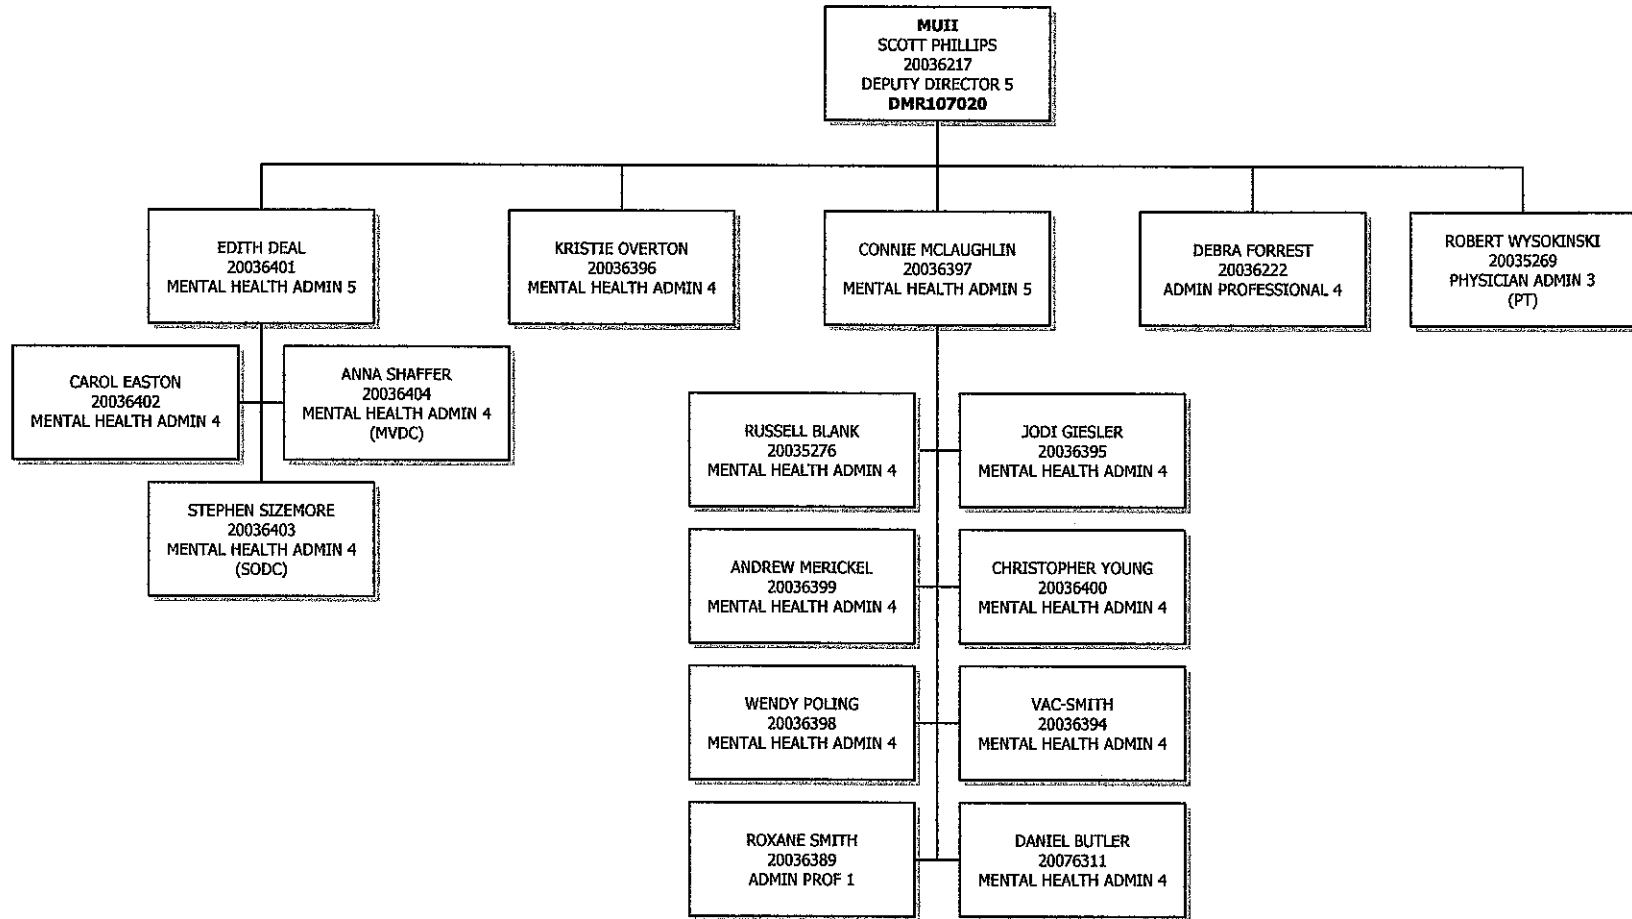 MUII
SCOTT PHILLIPS
20036217
DEPUTY DIRECTOR 5
DMR107020
EDITH DEAL
20036401
MENTAL HEALTH ADMIN 5
KRISTIE OVERTON
20036396
MENTAL HEALTH ADMIN 4
CONNIE MCLAUGHLIN
20036397
MENTAL HEALTH ADMIN 5
DEBRA FORREST
20036222
ADMIN PROFESSIONAL 4
ROBERT WYSOKINSKI
20035269
PHYSICIAN ADMIN 3
(PT)
CAROL EASTON
20036402
MENTAL HEALTH ADMIN 4
ANNA SHAFFER
20036404
MENTAL HEALTH ADMIN 4
(MVDC)
STEPHEN SIZEMORE
20036403
MENTAL HEALTH ADMIN 4
(SODC)
RUSSELL BLANK
20035276
MENTAL HEALTH ADMIN 4
JODI GIESLER
20036395
MENTAL HEALTH ADMIN 4
ANDREW MERICKEL
20036399
MENTAL HEALTH ADMIN 4
CHRISTOPHER YOUNG
20036400
MENTAL HEALTH ADMIN 4
WENDY POLING
20036398
MENTAL HEALTH ADMIN 4
VAC-SMITH
20036394
MENTAL HEALTH ADMIN 4
ROXANE SMITH
20036389
ADMIN PROF 1
DANIEL BUTLER
20076311
MENTAL HEALTH ADMIN 4